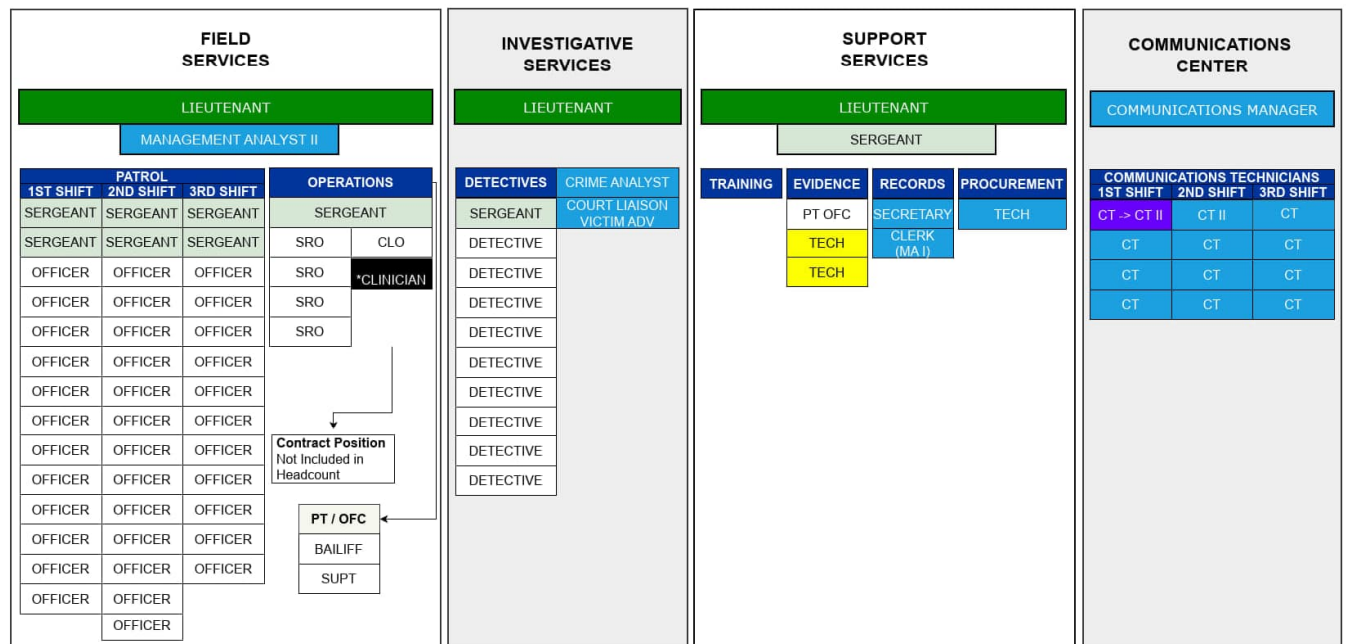 FIELD
SERVICES
LIEUTENANT
MANAGEMENT ANALYST II
PATROL
1ST SHIFT 2ND SHIFT 3RD SHIFT
SERGEANT SERGEANT SERGEANT
SERGEANT SERGEANT SERGEANT
OFFICER OFFICER OFFICER
OFFICER OFFICER OFFICER
OFFICER OFFICER OFFICER
OFFICER OFFICER OFFICER
OFFICER OFFICER OFFICER
OFFICER OFFICER OFFICER
OFFICER OFFICER OFFICER
OFFICER OFFICER OFFICER
OFFICER OFFICER OFFICER
OFFICER OFFICER OFFICER
OFFICER OFFICER OFFICER
OFFICER OFFICER
OFFICER
OPERATIONS
SERGEANT
SRO CLO
SRO *CLINICIAN
SRO
SRO
Contract Position
Not Included in
Headcount
PT / OFC
BAILIFF
SUPT
INVESTIGATIVE
SERVICES
LIEUTENANT
DETECTIVES
SERGEANT
DETECTIVE
DETECTIVE
DETECTIVE
DETECTIVE
DETECTIVE
DETECTIVE
DETECTIVE
DETECTIVE
DETECTIVE
CRIME ANALYST
COURT LIAISON
VICTIM ADV
SUPPORT
SERVICES
LIEUTENANT
SERGEANT
TRAINING
EVIDENCE
PT OFC
TECH
TECH
RECORDS
SECRETARY
CLERK
(MA I)
PROCUREMENT
TECH
COMMUNICATIONS
CENTER
COMMUNICATIONS MANAGER
COMMUNICATIONS TECHNICIANS
1ST SHIFT 2ND SHIFT 3RD SHIFT
CT -> CT II CT II CT
CT CT CT
CT CT CT
CT CT CT